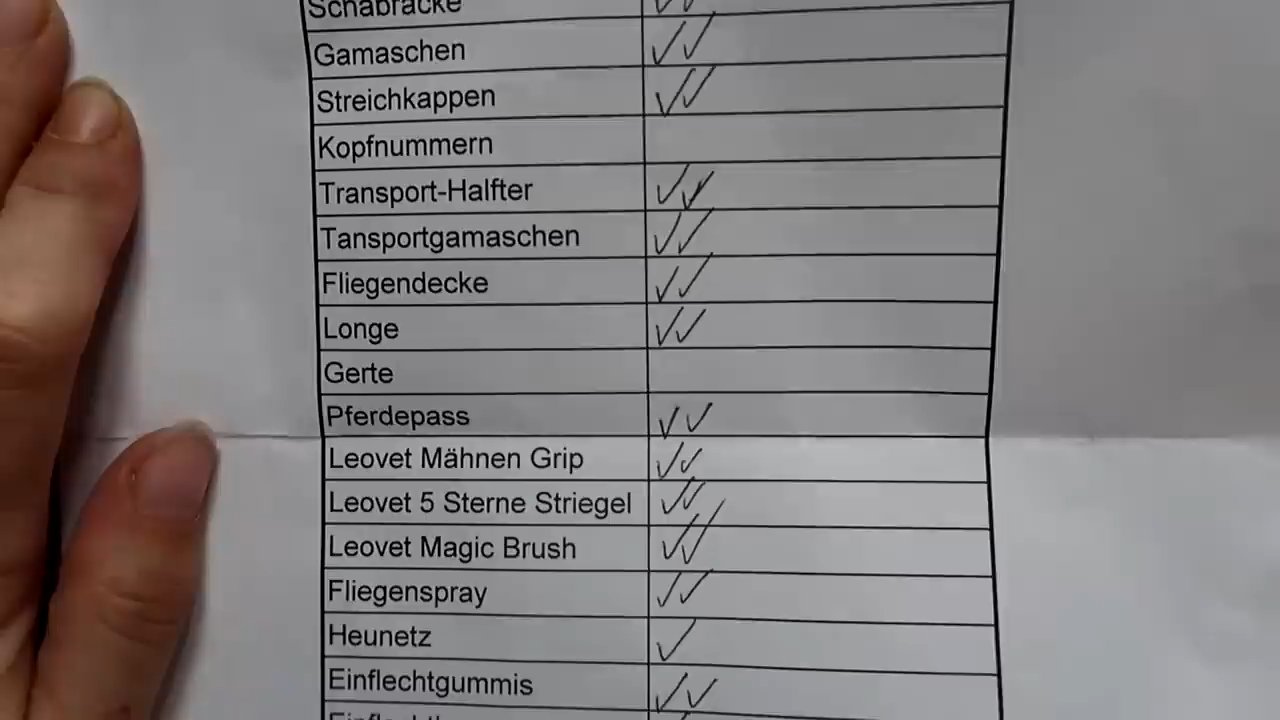 Schabracke ✓✓
Gamaschen ✓✓
Streichkappen ✓✓
Kopfnummern
Transport-Halfter ✓✓
Tansportgamaschen ✓✓
Fliegendecke ✓✓
Longe ✓✓
Gerte
Pferdepass ✓✓
Leovet Mähnen Grip ✓✓
Leovet 5 Sterne Striegel ✓✓
Leovet Magic Brush ✓✓
Fliegenspray ✓✓
Heunetz ✓
Einflechtgummis ✓✓